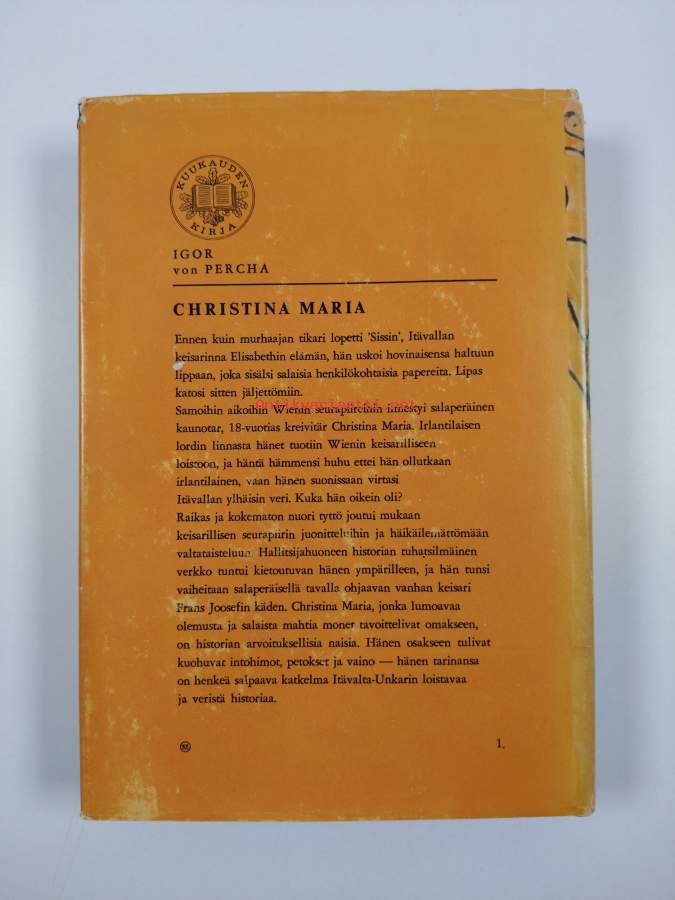 KUUKAUDEN
KIRJA
IGOR
von PERCHA
CHRISTINA MARIA
Ennen kuin murhaajan tikari lopetti 'Sissin', Itävallan
keisarinna Elisabethin elämän, hän uskoi hovinaisensa haltuun
lippaan, joka sisälsi salaisia henkilökohtaisia papereita. Lipas
katosi sitten jäljettömiin.
Antikvariaatti.net
Samoihin aikoihin Wienin seurapiireihin ilmestyi salaperäinen
kaunotar, 18-vuotias kreivitär Christina Maria. Irlantilaisen
lordin linnasta hänet tuotiin Wienin keisarilliseen
loistoon, ja häntä hämmensi huhu ettei hän ollutkaan
irlantilainen, vaan hänen suonissaan virtasi
Itävallan ylhäisin veri. Kuka hän oikein oli?
Raikas ja kokematon nuori tyttö joutui mukaan
keisarillisen seurapiirin juonitteluihin ja häikäilemättömään
valtataisteluun. Hallitsijahuoneen historian tuhatsilmäinen
verkko tuntui kietoutuvan hänen ympärilleen, ja hän tunsi
vaiheitaan salaperäisellä tavalla ohjaavan vanhan keisari
Frans Joosefin käden. Christina Maria, jonka lumoavaa
olemusta ja salaista mahtia monet tavoittelivat omakseen,
on historian arvoituksellisia naisia. Hänen osakseen tulivat
kuohuvat intohimot, petokset ja vaino — hänen tarinansa
on henkeä salpaava katkelma Itävalta-Unkarin loistavaa
ja veristä historiaa.
M
1.